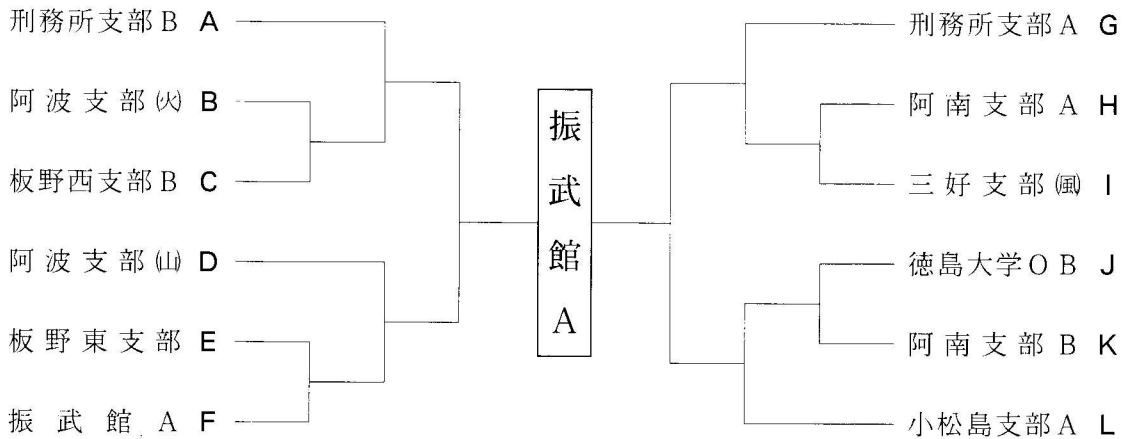 刑務所支部B A
阿波支部㈫ B
板野西支部B C
阿波支部(山) D
板野東支部 E
振武館A F
振武館A
刑務所支部A G
阿南支部A H
三好支部(風) I
徳島大学OB J
阿南支部B K
小松島支部A L